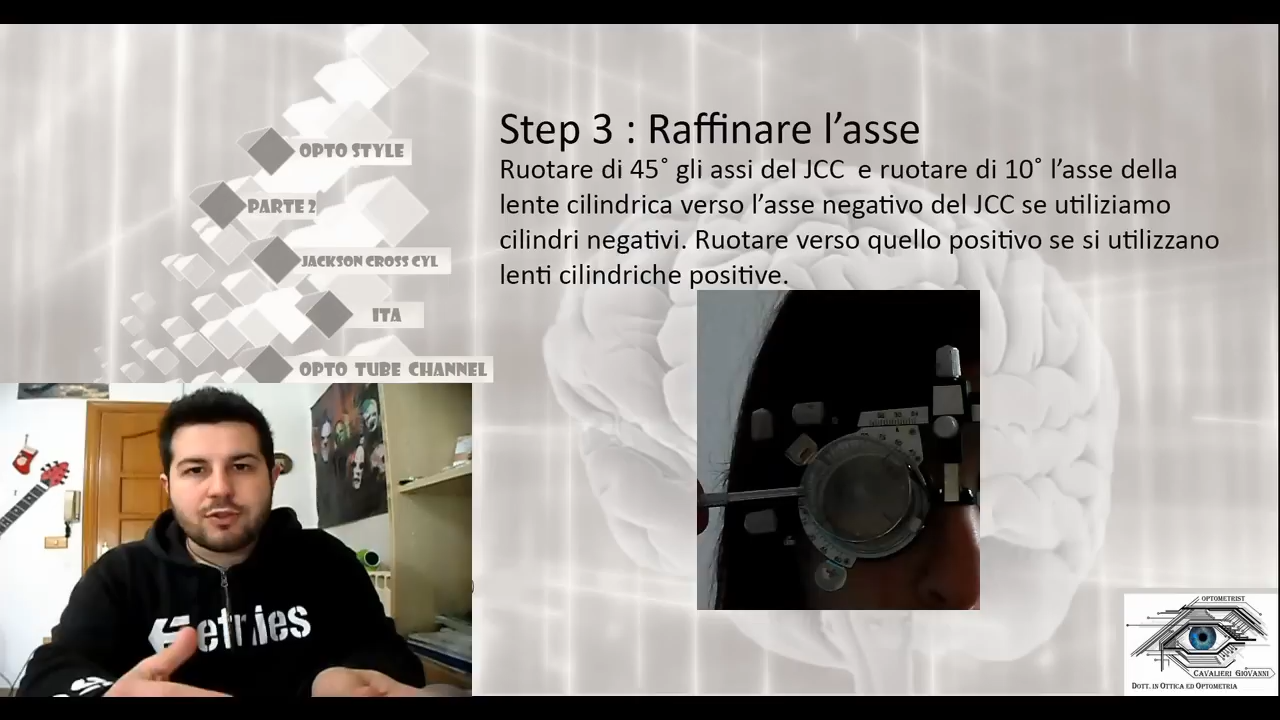 Step 3 : Raffinare l’asse
Ruotare di 45˚ gli assi del JCC e ruotare di 10˚ l’asse della
lente cilindrica verso l’asse negativo del JCC se utiliziamo
cilindri negativi. Ruotare verso quello positivo se si utilizzano
lenti cilindriche positive.
OPTO STYLE
PARTE 2
JACKSON CROSS CYL
ITA
OPTO TUBE CHANNEL
etnies
OPTOMETRIST
CAVALIERI GIOVANNI
DOTT. IN OTTICA ED OPTOMETRIA